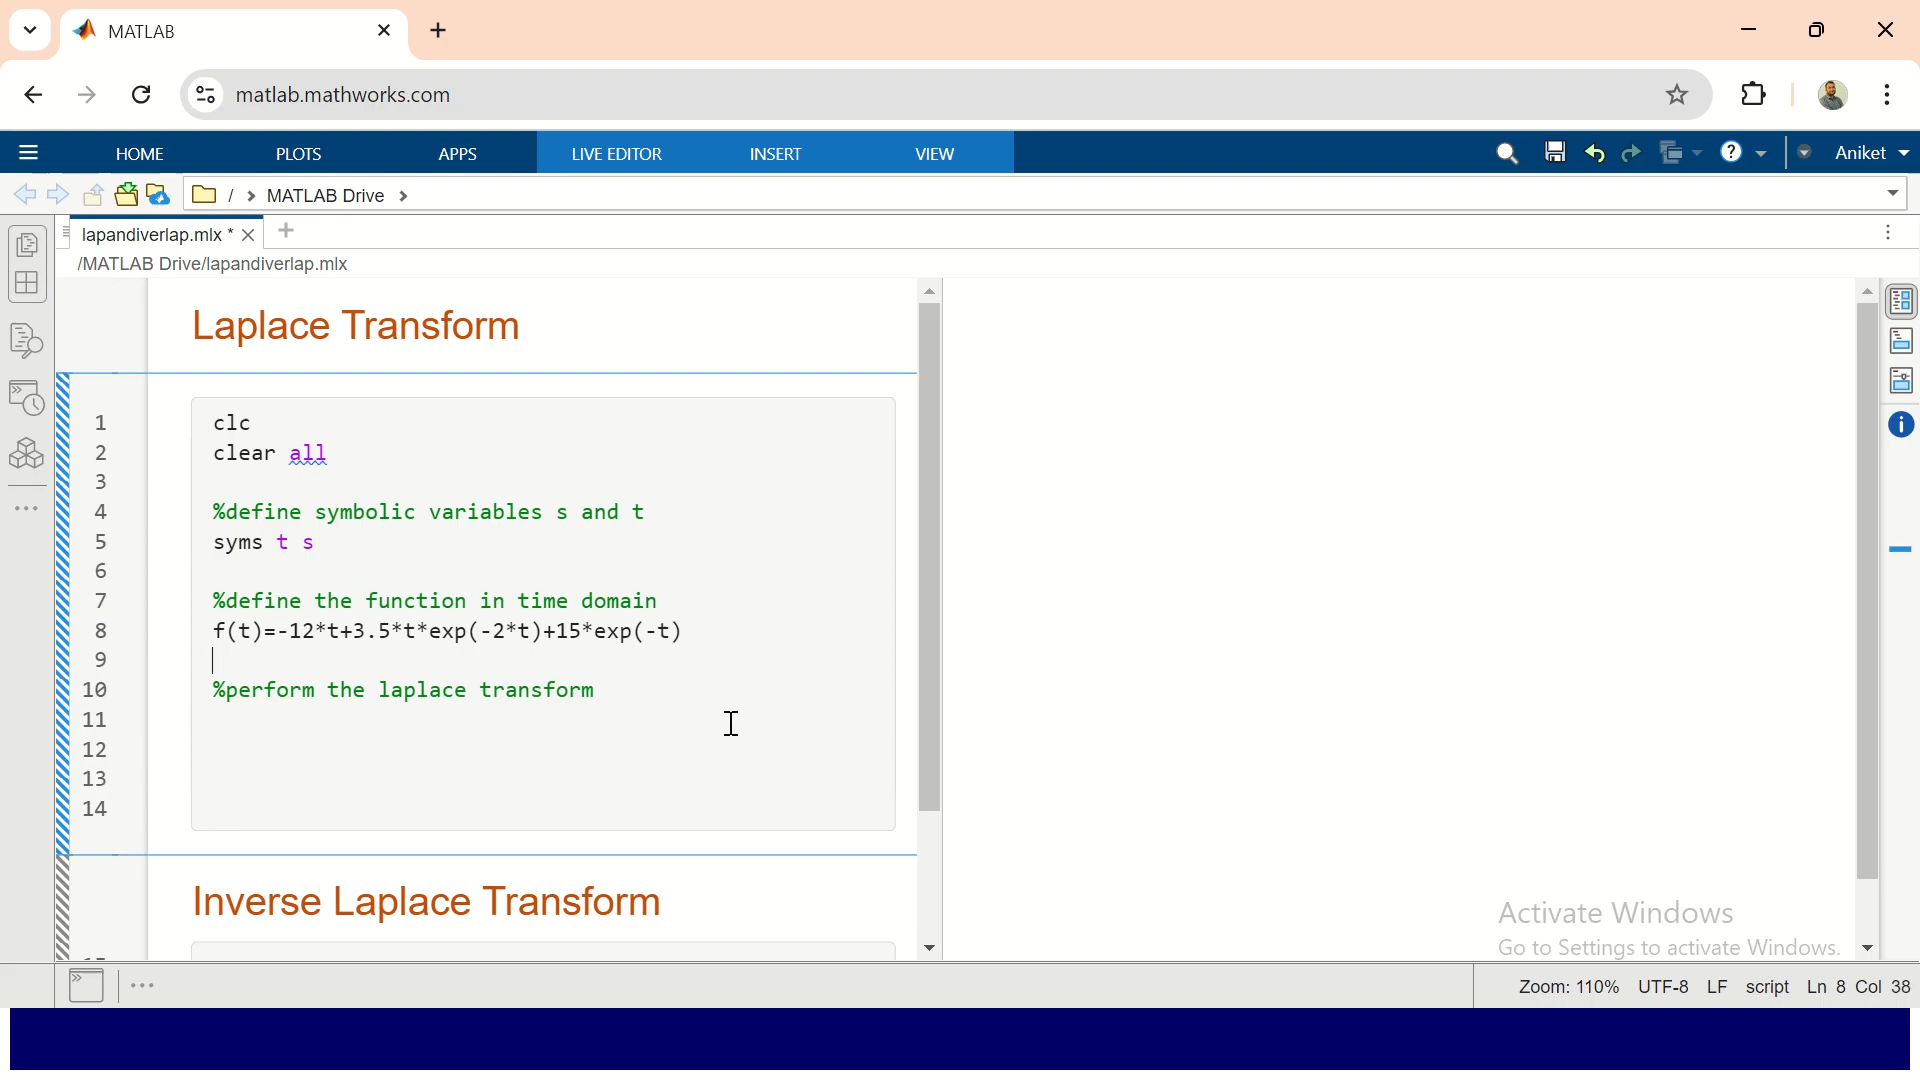 MATLAB
matlab.mathworks.com
HOME PLOTS APPS LIVE EDITOR INSERT VIEW Aniket
/ MATLAB Drive
lapandiverlap.mlx *
/MATLAB Drive/lapandiverlap.mlx
Laplace Transform
1 clc
2 clear all
3
4 %define symbolic variables s and t
5 syms t s
6
7 %define the function in time domain
8 f(t)=-12*t+3.5*t*exp(-2*t)+15*exp(-t)
9
10 %perform the laplace transform
11
12
13
14
Inverse Laplace Transform
Activate Windows
Go to Settings to activate Windows.
Zoom: 110% UTF-8 LF script Ln 8 Col 38